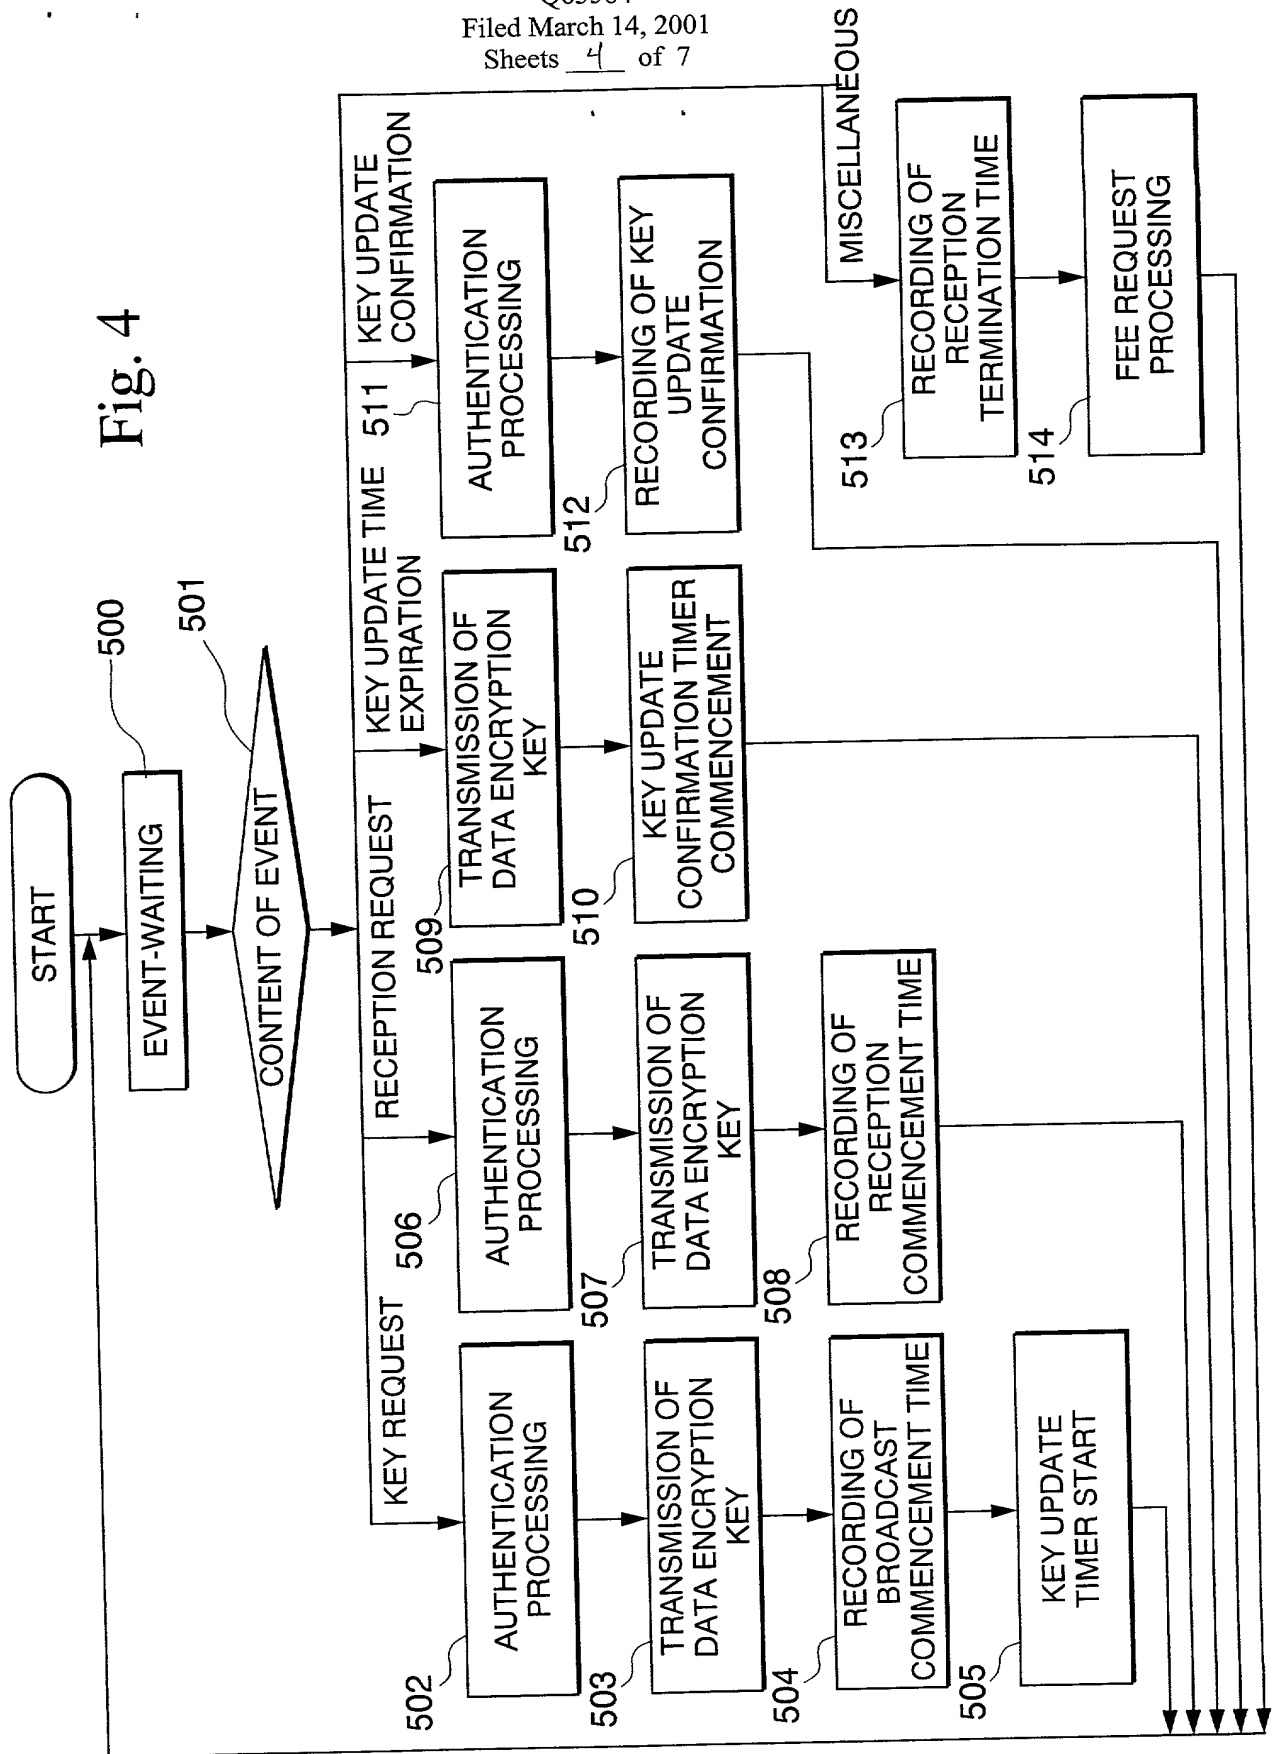 Filed March 14, 2001
Sheets 4 of 7
Fig. 4
START
500
EVENT-WAITING
501
CONTENT OF EVENT
KEY REQUEST
502
AUTHENTICATION
PROCESSING
503
TRANSMISSION OF
DATA ENCRYPTION
KEY
504
RECORDING OF
BROADCAST
COMMENCEMENT TIME
505
KEY UPDATE
TIMER START
RECEPTION REQUEST
506
AUTHENTICATION
PROCESSING
507
TRANSMISSION OF
DATA ENCRYPTION
KEY
508
RECORDING OF
RECEPTION
COMMENCEMENT TIME
KEY UPDATE TIME
EXPIRATION
509
TRANSMISSION OF
DATA ENCRYPTION
KEY
510
KEY UPDATE
CONFIRMATION TIMER
COMMENCEMENT
KEY UPDATE
CONFIRMATION
511
AUTHENTICATION
PROCESSING
512
RECORDING OF KEY
UPDATE
CONFIRMATION
MISCELLANEOUS
513
RECORDING OF
RECEPTION
TERMINATION TIME
514
FEE REQUEST
PROCESSING